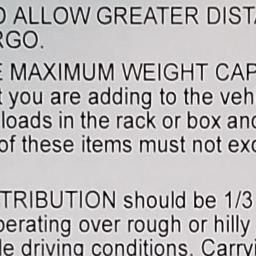 O ALLOW GREATER DIST
RGO.
E MAXIMUM WEIGHT CAP
t you are adding to the veh
loads in the rack or box and
of these items must not exc
TRIBUTION should be 1/3
perating over rough or hilly
le driving conditions. Carryi